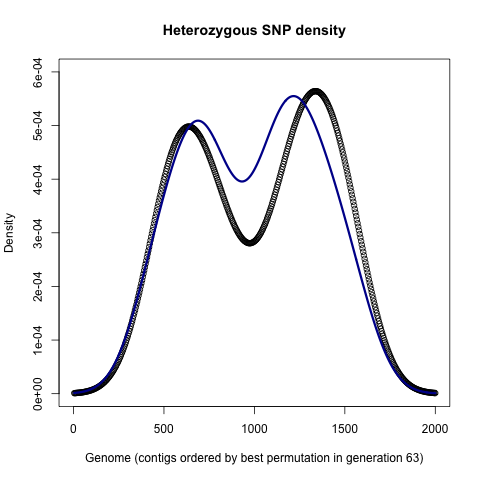 Heterozygous SNP density
Density
6e-04
5e-04
4e-04
3e-04
2e-04
1e-04
0e+00
0 500 1000 1500 2000
Genome (contigs ordered by best permutation in generation 63)